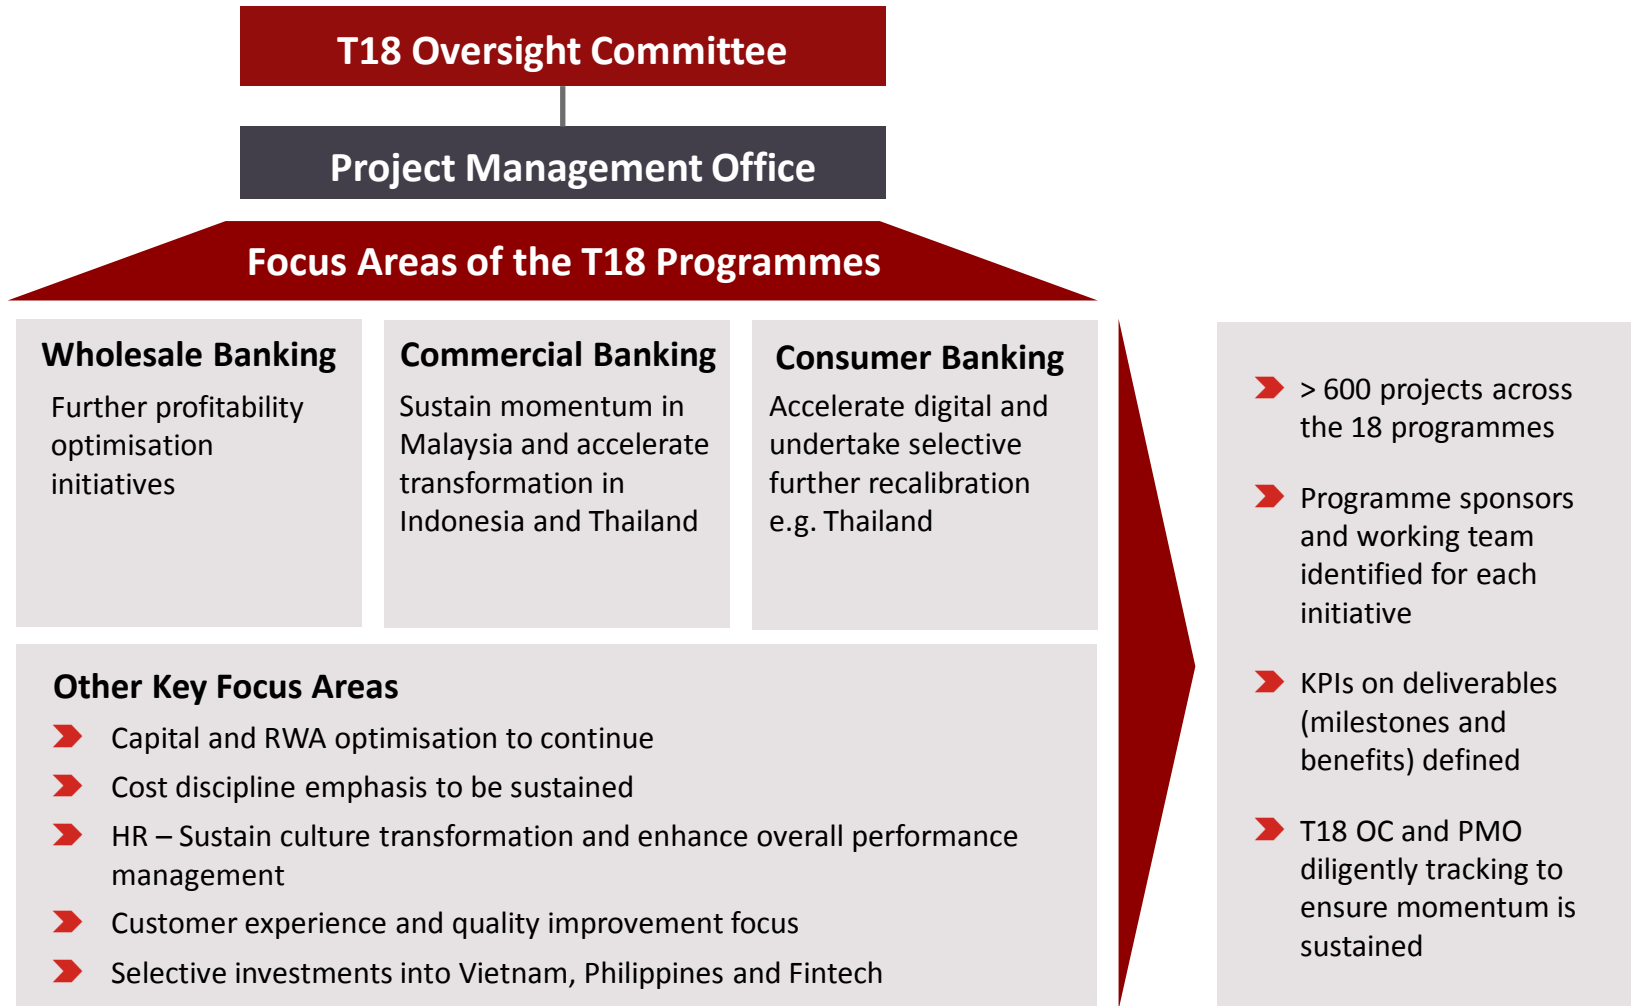 T18 Oversight Committee
Project Management Office
Focus Areas of the T18 Programmes
Wholesale Banking
Further profitability
optimisation
initiatives
Commercial Banking
Sustain momentum in
Malaysia and accelerate
transformation in
Indonesia and Thailand
Consumer Banking
Accelerate digital and
undertake selective
further recalibration
e.g. Thailand
Other Key Focus Areas
Capital and RWA optimisation to continue
Cost discipline emphasis to be sustained
HR – Sustain culture transformation and enhance overall performance
management
Customer experience and quality improvement focus
Selective investments into Vietnam, Philippines and Fintech
> 600 projects across
the 18 programmes
Programme sponsors
and working team
identified for each
initiative
KPIs on deliverables
(milestones and
benefits) defined
T18 OC and PMO
diligently tracking to
ensure momentum is
sustained